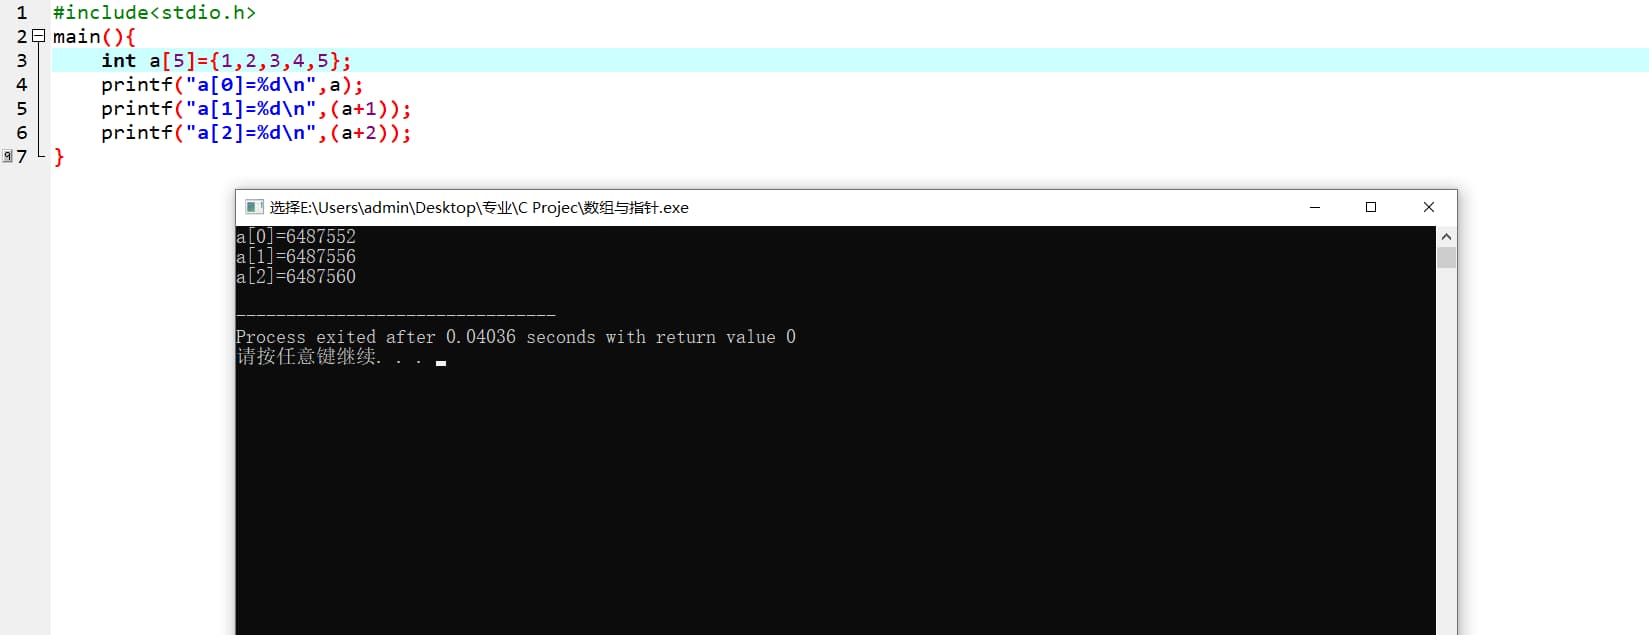 1 #include<stdio.h>
2 main(){
3 int a[5]={1,2,3,4,5};
4 printf("a[0]=%d\n",a);
5 printf("a[1]=%d\n",(a+1));
6 printf("a[2]=%d\n",(a+2));
7 }
选择E:\Users\admin\Desktop\专业\C Projec\数组与指针.exe
a[0]=6487552
a[1]=6487556
a[2]=6487560
--------------------------------
Process exited after 0.04036 seconds with return value 0
请按任意键继续. . .